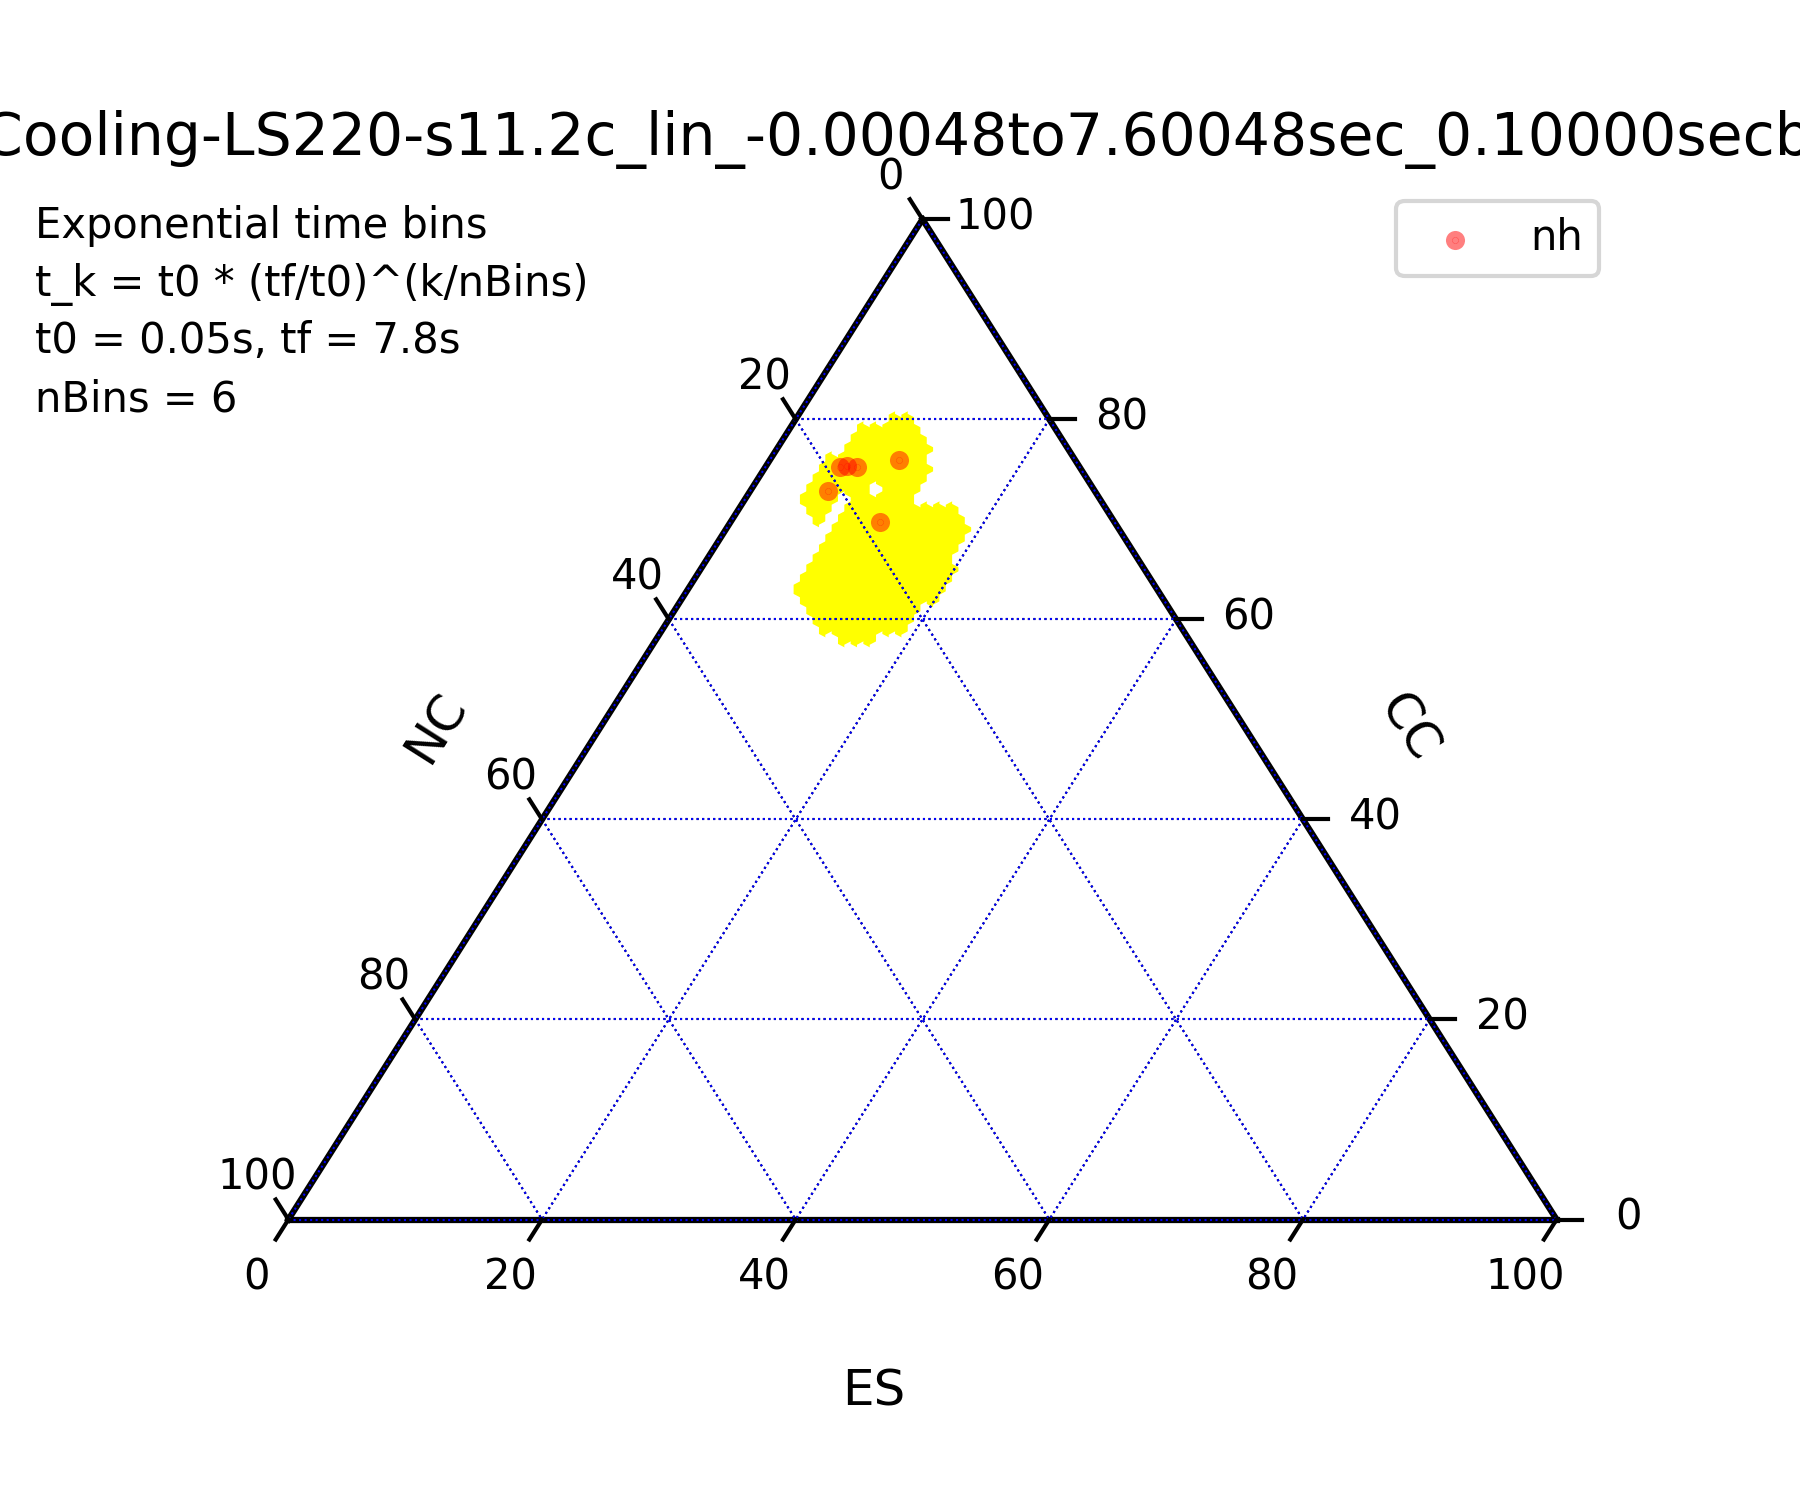 Cooling-LS220-s11.2c_lin_-0.00048to7.60048sec_0.10000secb
Exponential time bins
t_k = t0 * (tf/t0)^(k/nBins)
t0 = 0.05s, tf = 7.8s
nBins = 6
nh
0
100
20
80
40
60
NC
CC
60
40
80
20
100
0
0
20
40
60
80
100
ES